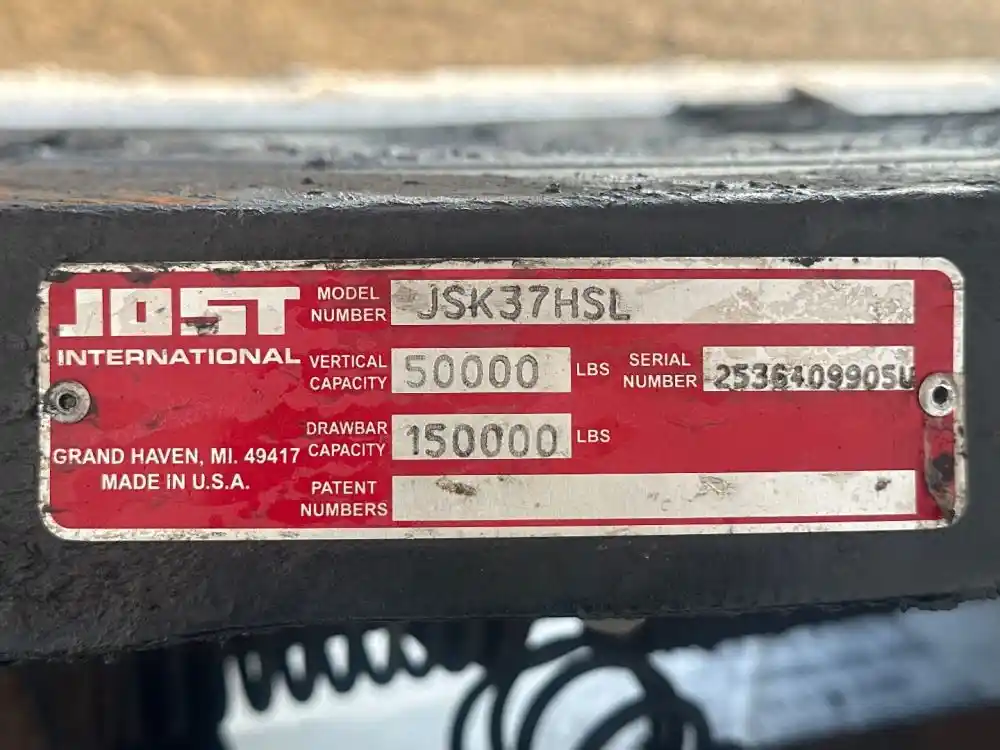 JOST
INTERNATIONAL
MODEL NUMBER JSK37HSL
VERTICAL CAPACITY 50000 LBS
SERIAL NUMBER 2536409905U
DRAWBAR CAPACITY 150000 LBS
GRAND HAVEN, MI. 49417
MADE IN U.S.A.
PATENT NUMBERS